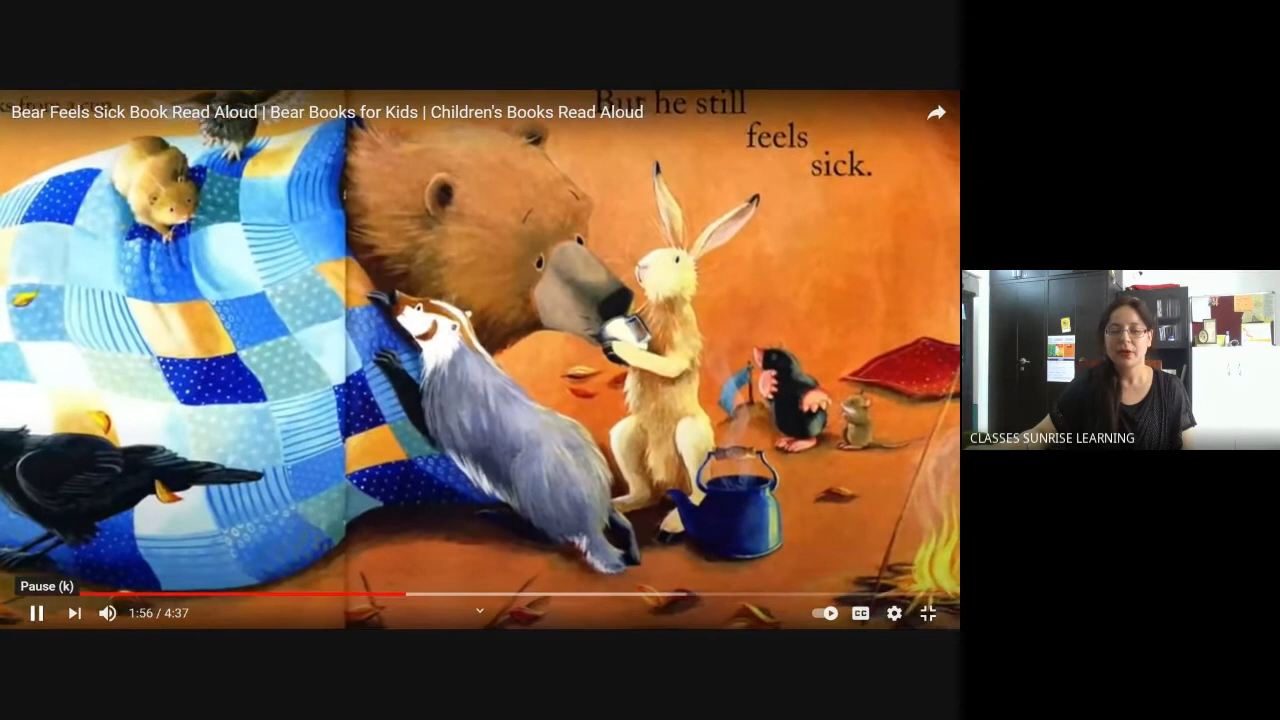 Bear Feels Sick Book Read Aloud | Bear Books for Kids | Children's Books Read Aloud
But he still
feels
sick.
Pause (k)
1:56 / 4:37
CC
CLASSES SUNRISE LEARNING